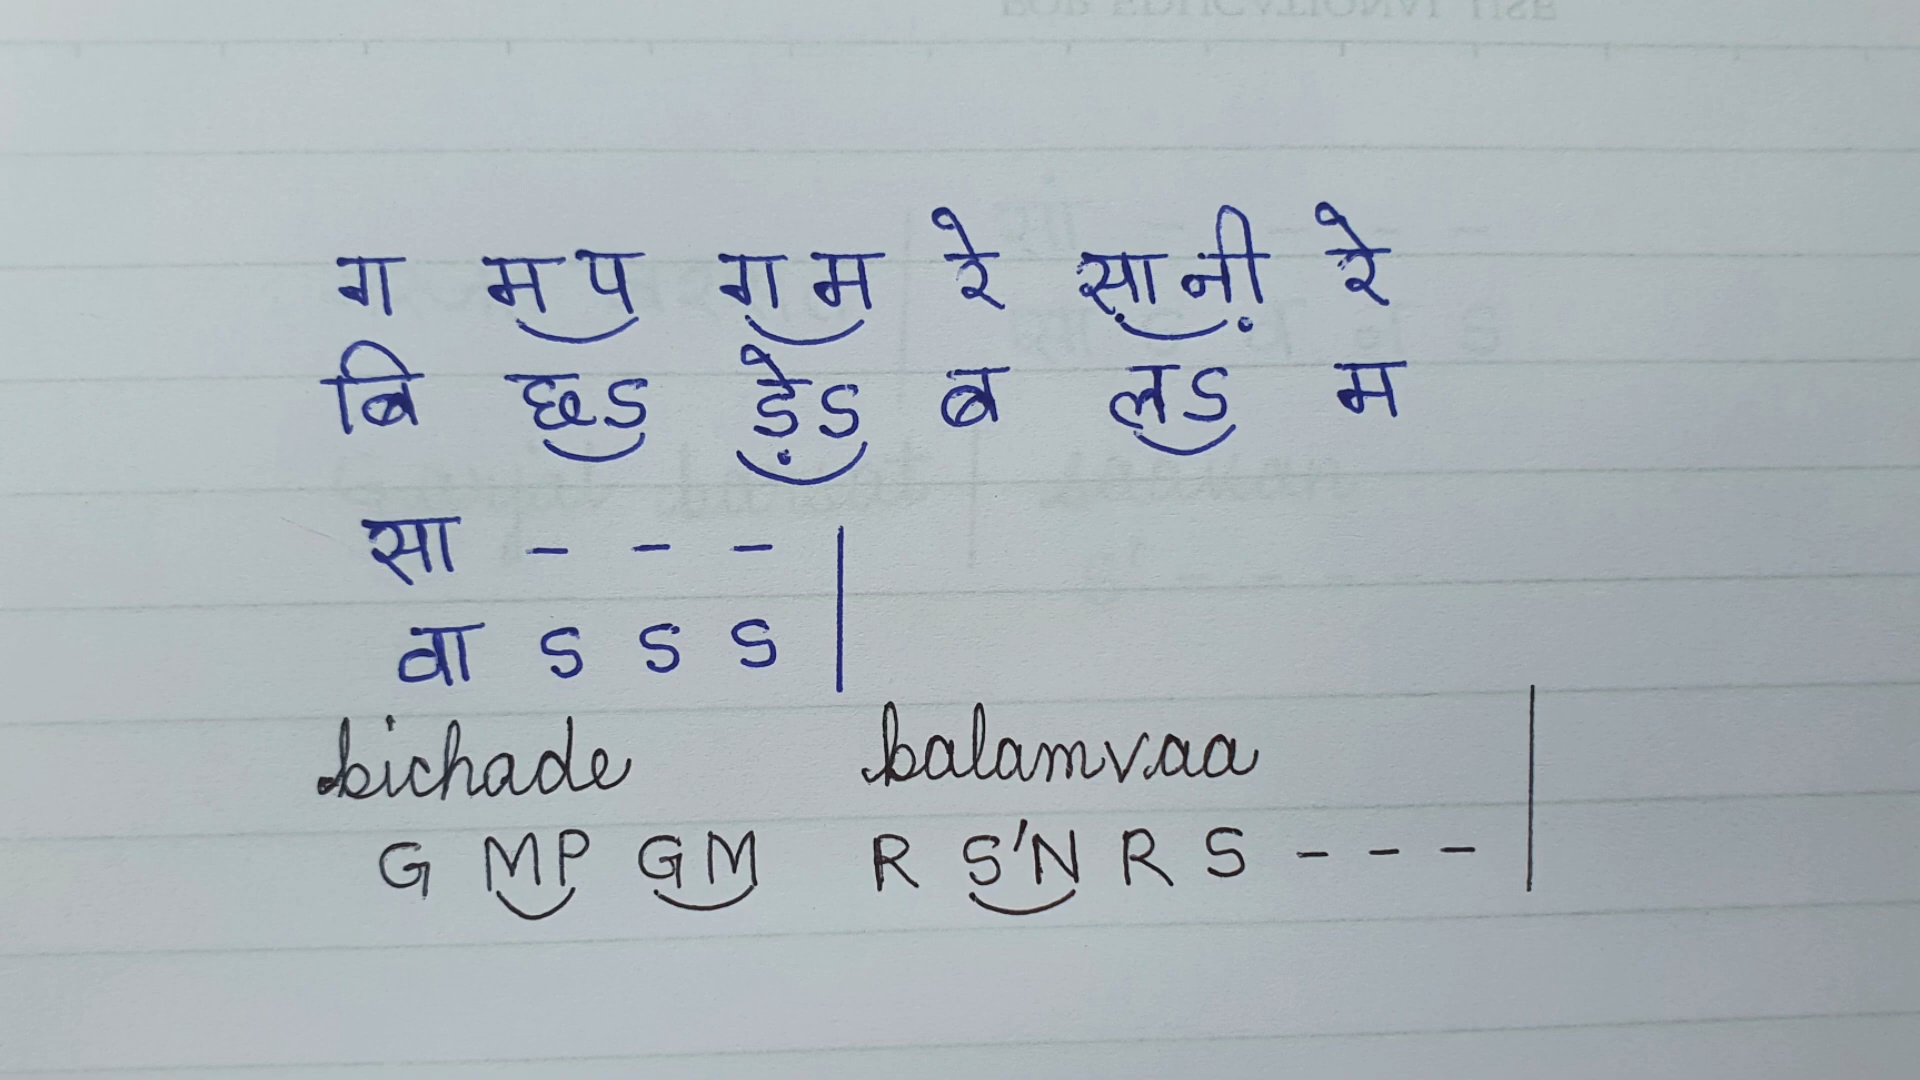 ग मप गम रे सा़नी़ रे
बि छऽ ड़ेऽ ब लऽ म
सा - - - |
वा ऽ ऽ ऽ |
bichade balamvaa
G MP GM R S'N R S - - - |